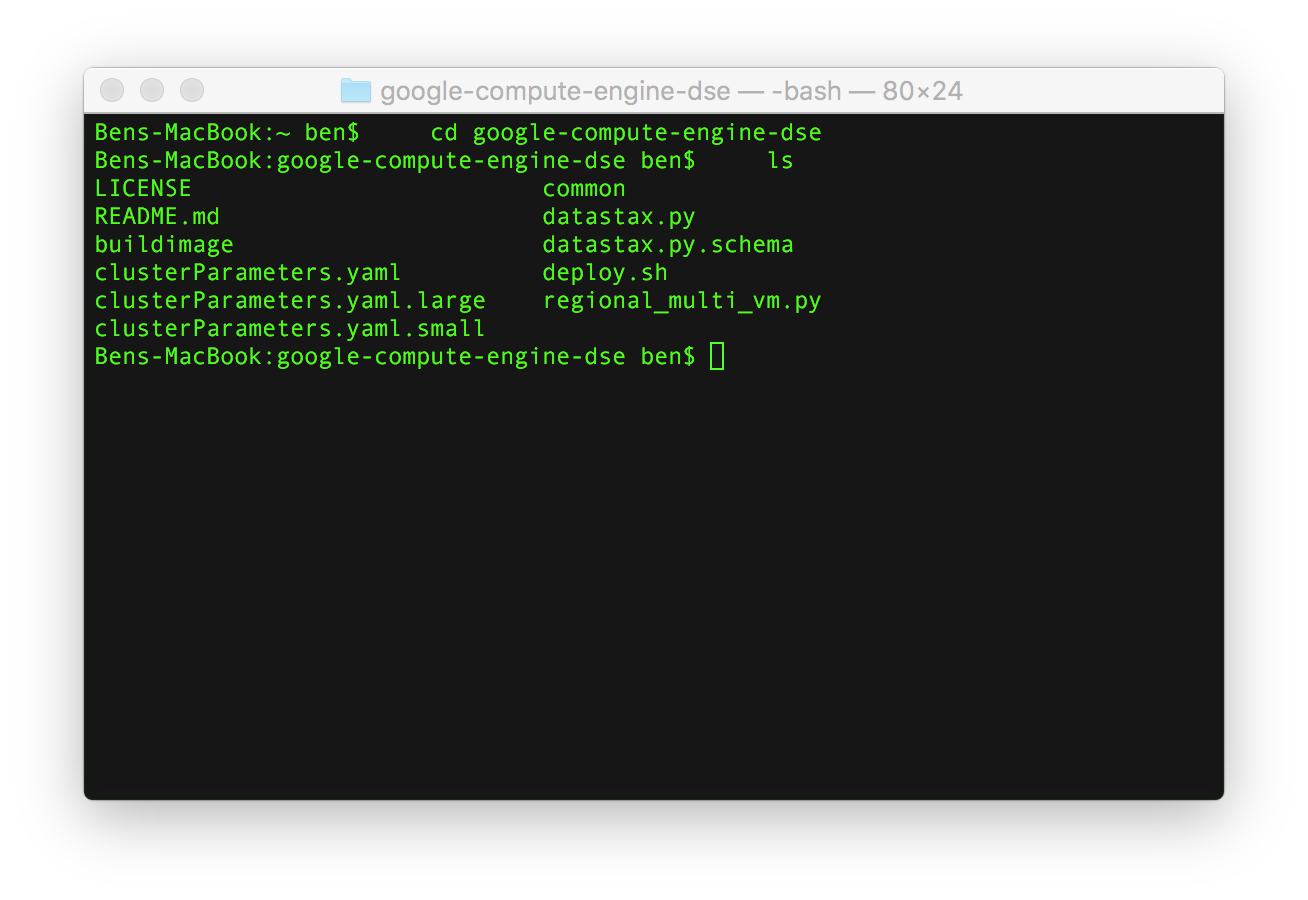 google-compute-engine-dse — -bash — 80×24
Bens-MacBook:~ ben$     cd google-compute-engine-dse
Bens-MacBook:google-compute-engine-dse ben$     ls
LICENSE                         common
README.md                       datastax.py
buildimage                      datastax.py.schema
clusterParameters.yaml          deploy.sh
clusterParameters.yaml.large    regional_multi_vm.py
clusterParameters.yaml.small
Bens-MacBook:google-compute-engine-dse ben$